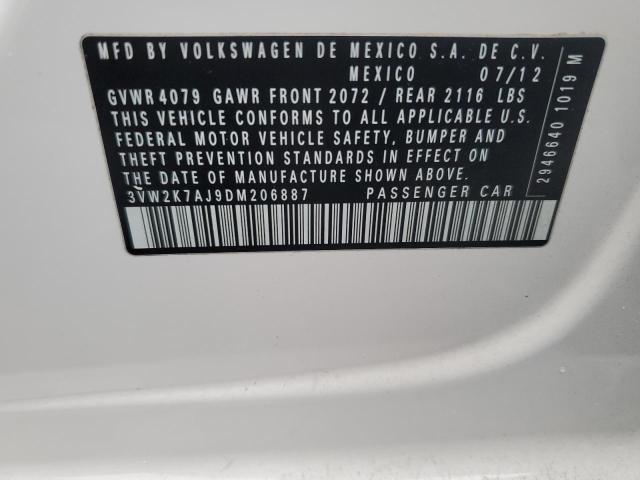 MFD BY VOLKSWAGEN DE MEXICO S.A. DE C.V.
MEXICO 07/12
GVWR 4079 GAWR FRONT 2072 / REAR 2116 LBS
THIS VEHICLE CONFORMS TO ALL APPLICABLE U.S.
FEDERAL MOTOR VEHICLE SAFETY, BUMPER AND
THEFT PREVENTION STANDARDS IN EFFECT ON
THE DATE OF MANUFACTURE SHOWN ABOVE.
3VW2K7AJ9DM206887 PASSENGER CAR
2946640 1019 M